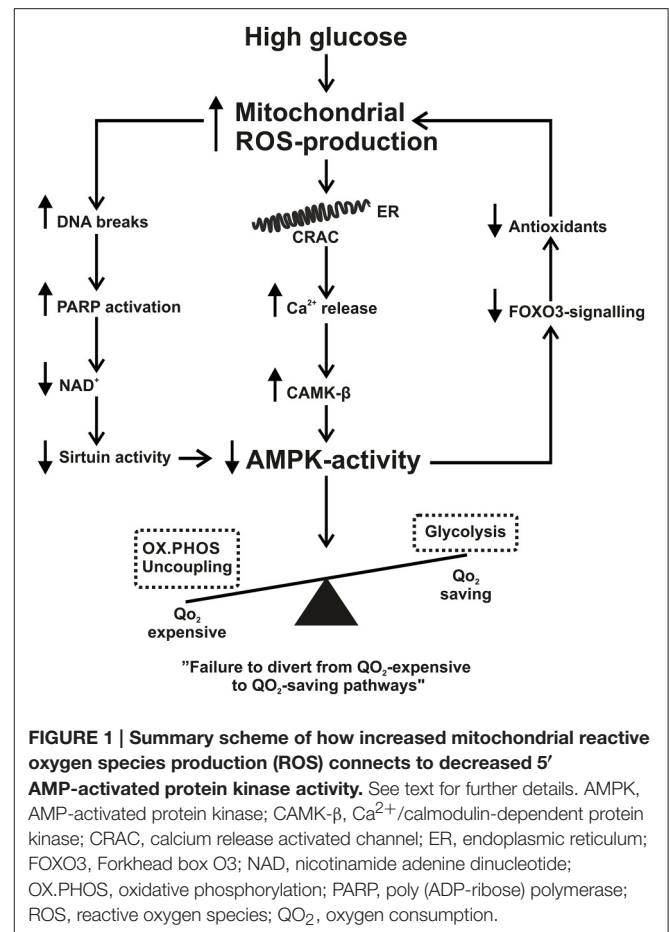 High glucose
Mitochondrial
ROS-production
DNA breaks
ER
CRAC
Antioxidants
PARP activation
Ca²⁺ release
FOXO3-signalling
NAD⁺
CAMK-β
Sirtuin activity
AMPK-activity
OX.PHOS
Uncoupling
Glycolysis
Qo₂
expensive
Qo₂
saving
"Failure to divert from QO₂-expensive
to QO₂-saving pathways"
FIGURE 1 | Summary scheme of how increased mitochondrial reactive
oxygen species production (ROS) connects to decreased 5′
AMP-activated protein kinase activity. See text for further details. AMPK,
AMP-activated protein kinase; CAMK-β, Ca²⁺/calmodulin-dependent protein
kinase; CRAC, calcium release activated channel; ER, endoplasmic reticulum;
FOXO3, Forkhead box O3; NAD, nicotinamide adenine dinucleotide;
OX.PHOS, oxidative phosphorylation; PARP, poly (ADP-ribose) polymerase;
ROS, reactive oxygen species; QO₂, oxygen consumption.